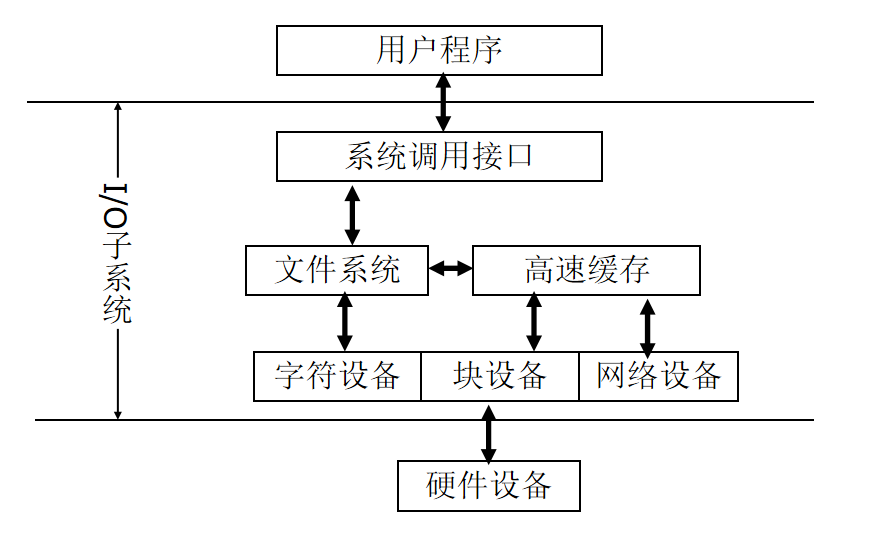 用户程序
系统调用接口
I/O子系统
文件系统
高速缓存
字符设备
块设备
网络设备
硬件设备